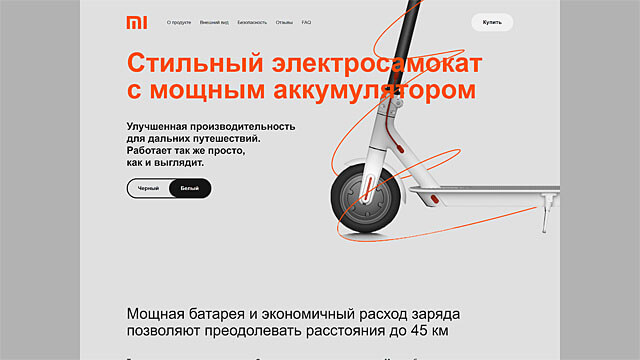 MI
О продукте Внешний вид Безопасность Отзывы FAQ
Купить
Стильный электросамокат
с мощным аккумулятором
Улучшенная производительность
для дальних путешествий.
Работает так же просто,
как и выглядит.
Черный Белый
Мощная батарея и экономичный расход заряда
позволяют преодолевать расстояния до 45 км